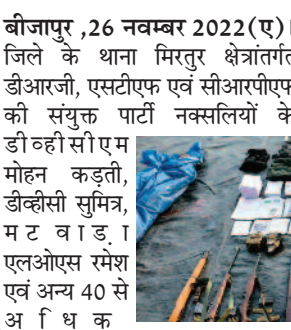 बीजापुर ,26 नवम्बर 2022(ए)।
जिले के थाना मिरतुर क्षेत्रांतर्गत
डीआरजी, एसटीएफ एवं सीआरपीएफ
की संयुक्त पार्टी नक्सलियों के
डीव्हीसीएम
मोहन कड़ती,
डीव्हीसी सुमित्र,
मटवाड़ा
एलओएस रमेश
एवं अन्य 40 से
अधिक